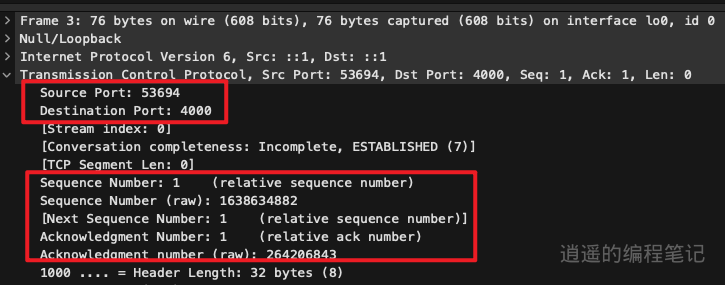 Frame 3: 76 bytes on wire (608 bits), 76 bytes captured (608 bits) on interface lo0, id 0
Null/Loopback
Internet Protocol Version 6, Src: ::1, Dst: ::1
Transmission Control Protocol, Src Port: 53694, Dst Port: 4000, Seq: 1, Ack: 1, Len: 0
Source Port: 53694
Destination Port: 4000
[Stream index: 0]
[Conversation completeness: Incomplete, ESTABLISHED (7)]
[TCP Segment Len: 0]
Sequence Number: 1    (relative sequence number)
Sequence Number (raw): 1638634882
[Next Sequence Number: 1    (relative sequence number)]
Acknowledgment Number: 1    (relative ack number)
Acknowledgment number (raw): 264206843
1000 .... = Header Length: 32 bytes (8)
逍遥的编程笔记